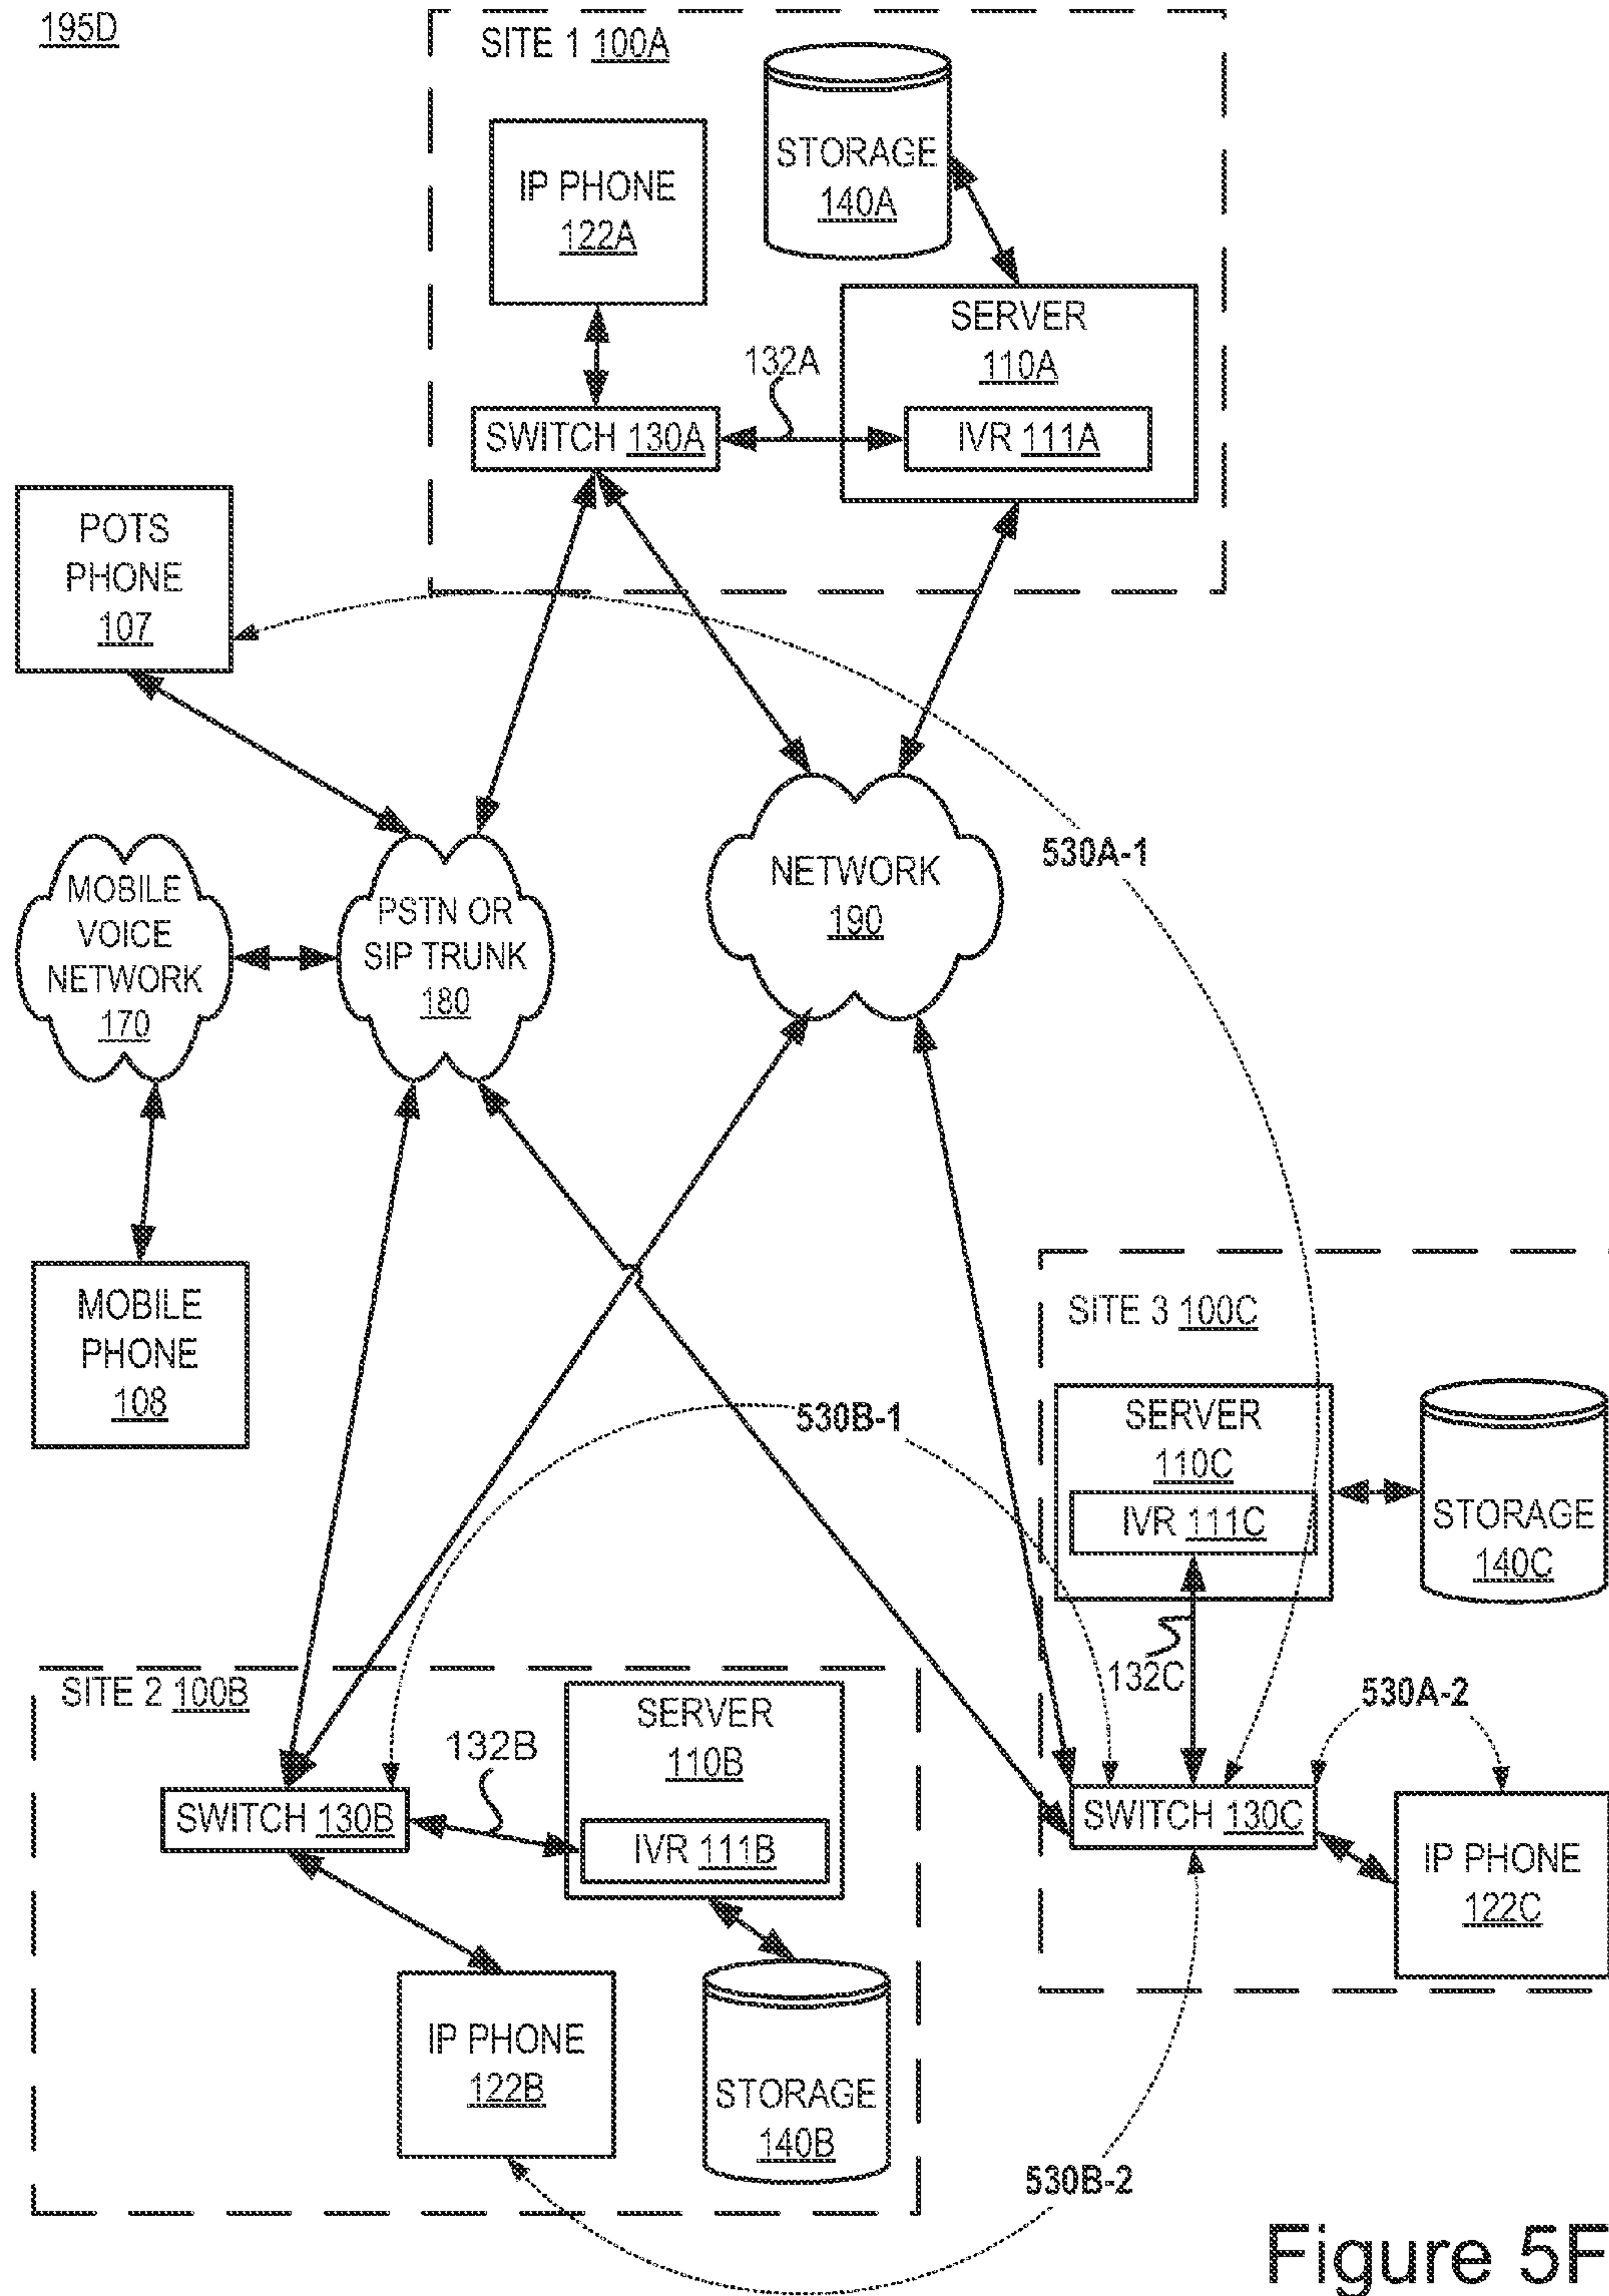 195D
SITE 1 100A
STORAGE
140A
IP PHONE
122A
SERVER
110A
132A
SWITCH 130A
IVR 111A
POTS
PHONE
107
530A-1
MOBILE
VOICE
NETWORK
170
PSTN OR
SIP TRUNK
180
NETWORK
190
MOBILE
PHONE
108
SITE 3 100C
530B-1
SERVER
110C
IVR 111C
STORAGE
140C
132C
530A-2
SITE 2 100B
SERVER
110B
132B
SWITCH 130B
IVR 111B
SWITCH 130C
IP PHONE
122C
IP PHONE
122B
STORAGE
140B
530B-2
Figure 5F